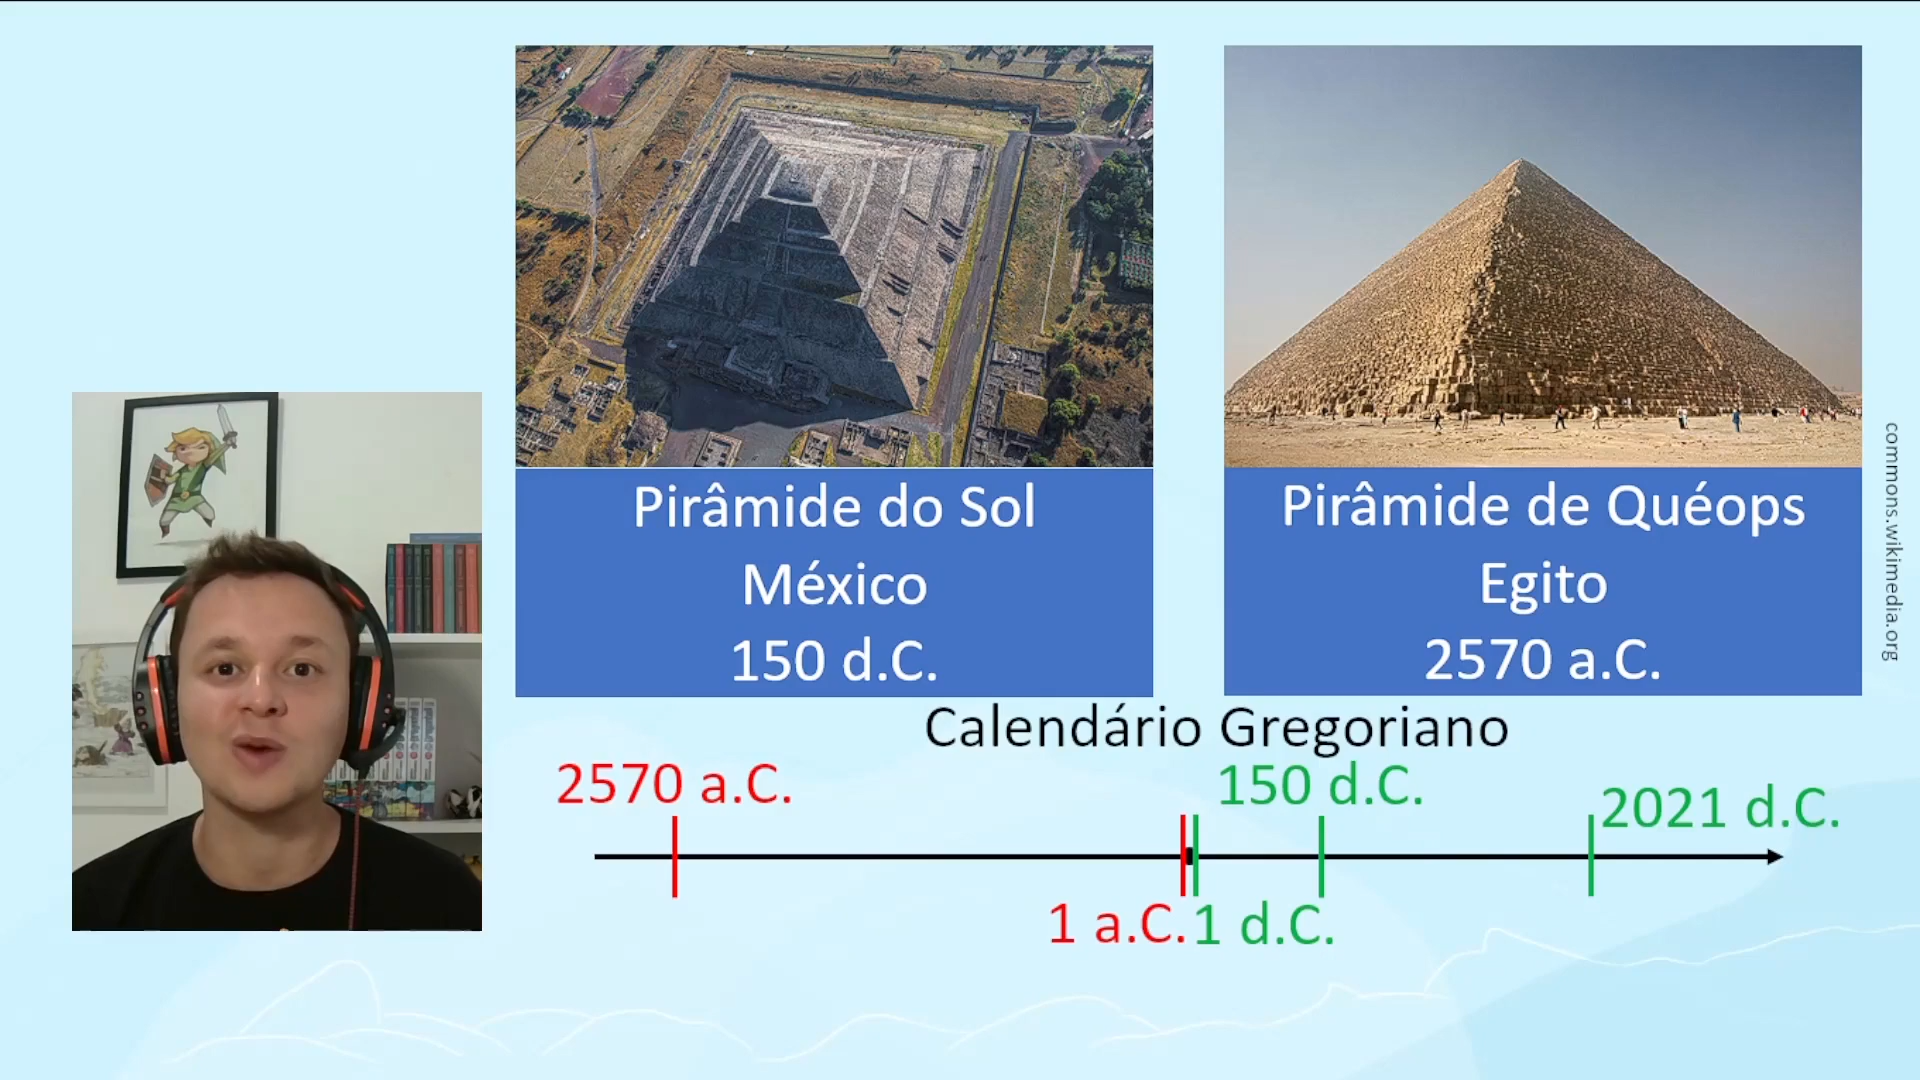 Pirâmide do Sol
México
150 d.C.
Pirâmide de Quéops
Egito
2570 a.C.
commons.wikimedia.org
Calendário Gregoriano
2570 a.C.
150 d.C.
2021 d.C.
1 a.C.
1 d.C.